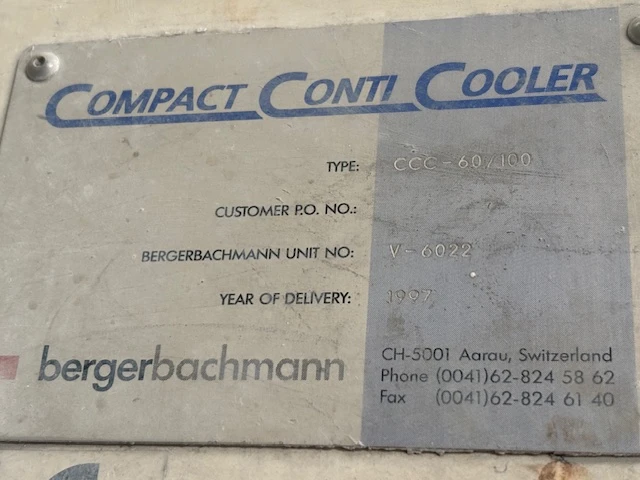 COMPACT CONTI COOLER
TYPE: CCC-60/100
CUSTOMER P.O. NO.:
BERGERBACHMANN UNIT NO: V-6022
YEAR OF DELIVERY: 1997
bergerbachmann
CH-5001 Aarau, Switzerland
Phone (0041)62-824 58 62
Fax (0041)62-824 61 40